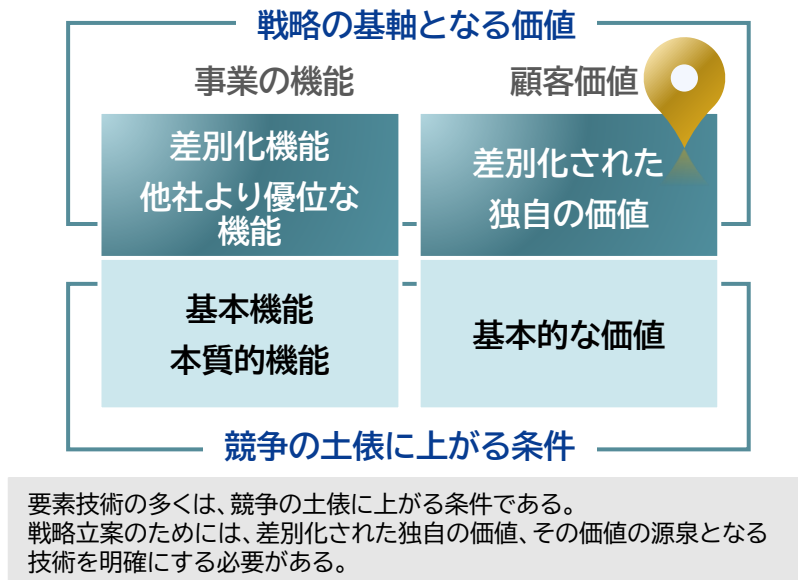 戦略の基軸となる価値
事業の機能
顧客価値
差別化機能
他社より優位な
機能
差別化された
独自の価値
基本機能
本質的機能
基本的な価値
競争の土俵に上がる条件
要素技術の多くは、競争の土俵に上がる条件である。
戦略立案のためには、差別化された独自の価値、その価値の源泉となる
技術を明確にする必要がある。